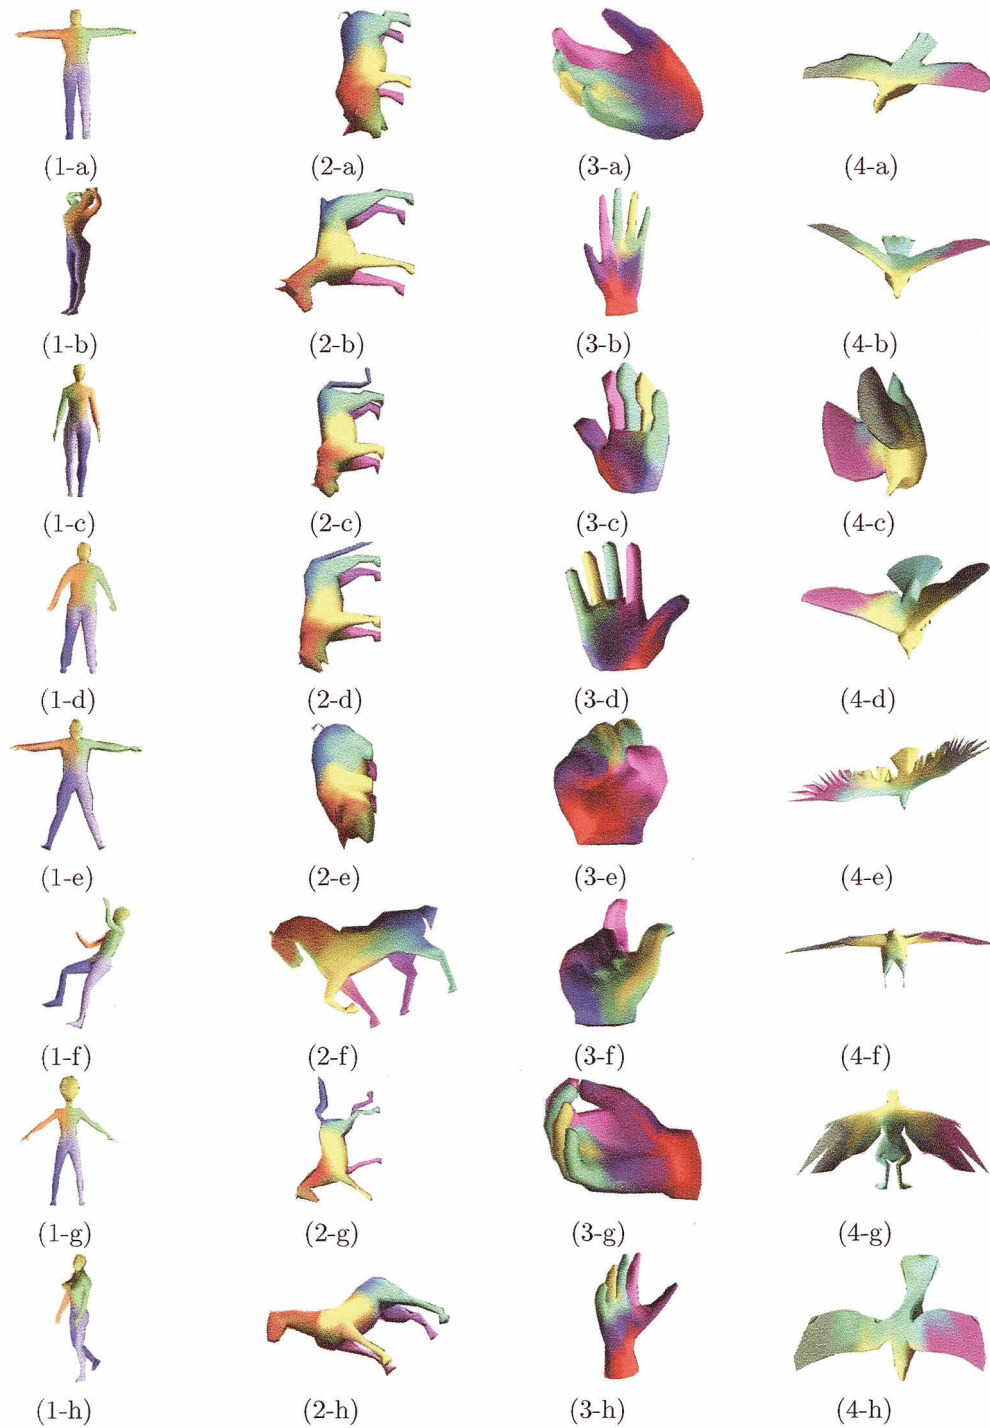 (1-a) (2-a) (3-a) (4-a)
(1-b) (2-b) (3-b) (4-b)
(1-c) (2-c) (3-c) (4-c)
(1-d) (2-d) (3-d) (4-d)
(1-e) (2-e) (3-e) (4-e)
(1-f) (2-f) (3-f) (4-f)
(1-g) (2-g) (3-g) (4-g)
(1-h) (2-h) (3-h) (4-h)